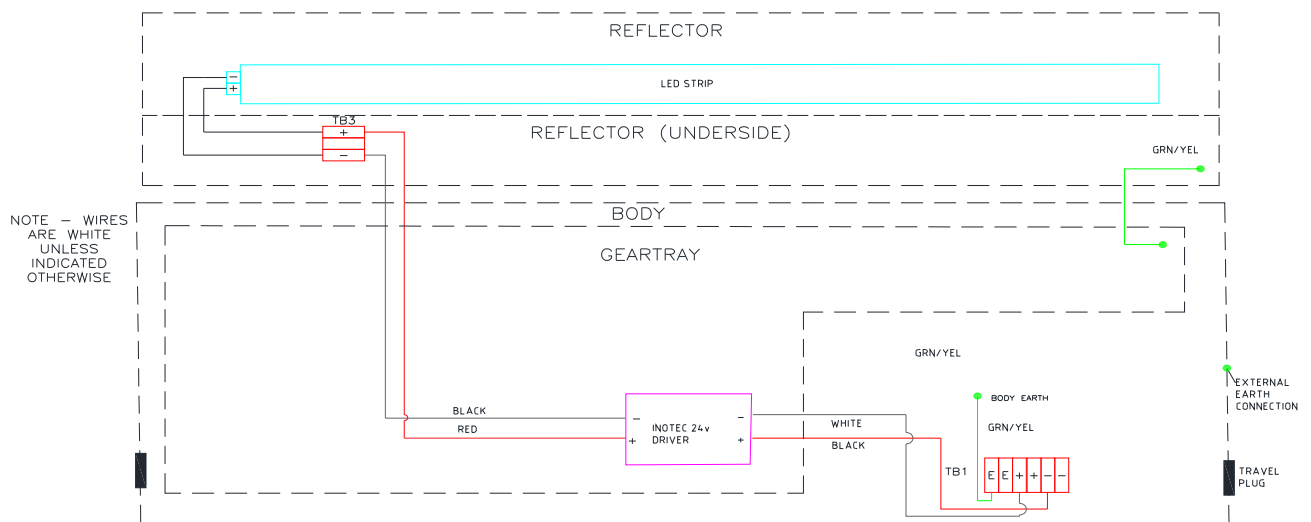 REFLECTOR
−
+
LED STRIP
TB3
+
−
REFLECTOR (UNDERSIDE)
GRN/YEL
NOTE – WIRES
ARE WHITE
UNLESS
INDICATED
OTHERWISE
BODY
GEARTRAY
GRN/YEL
EXTERNAL
EARTH
CONNECTION
BODY EARTH
BLACK
RED
−
+
INOTEC 24v
DRIVER
−
+
WHITE
BLACK
GRN/YEL
TB1
E E + + − −
TRAVEL
PLUG